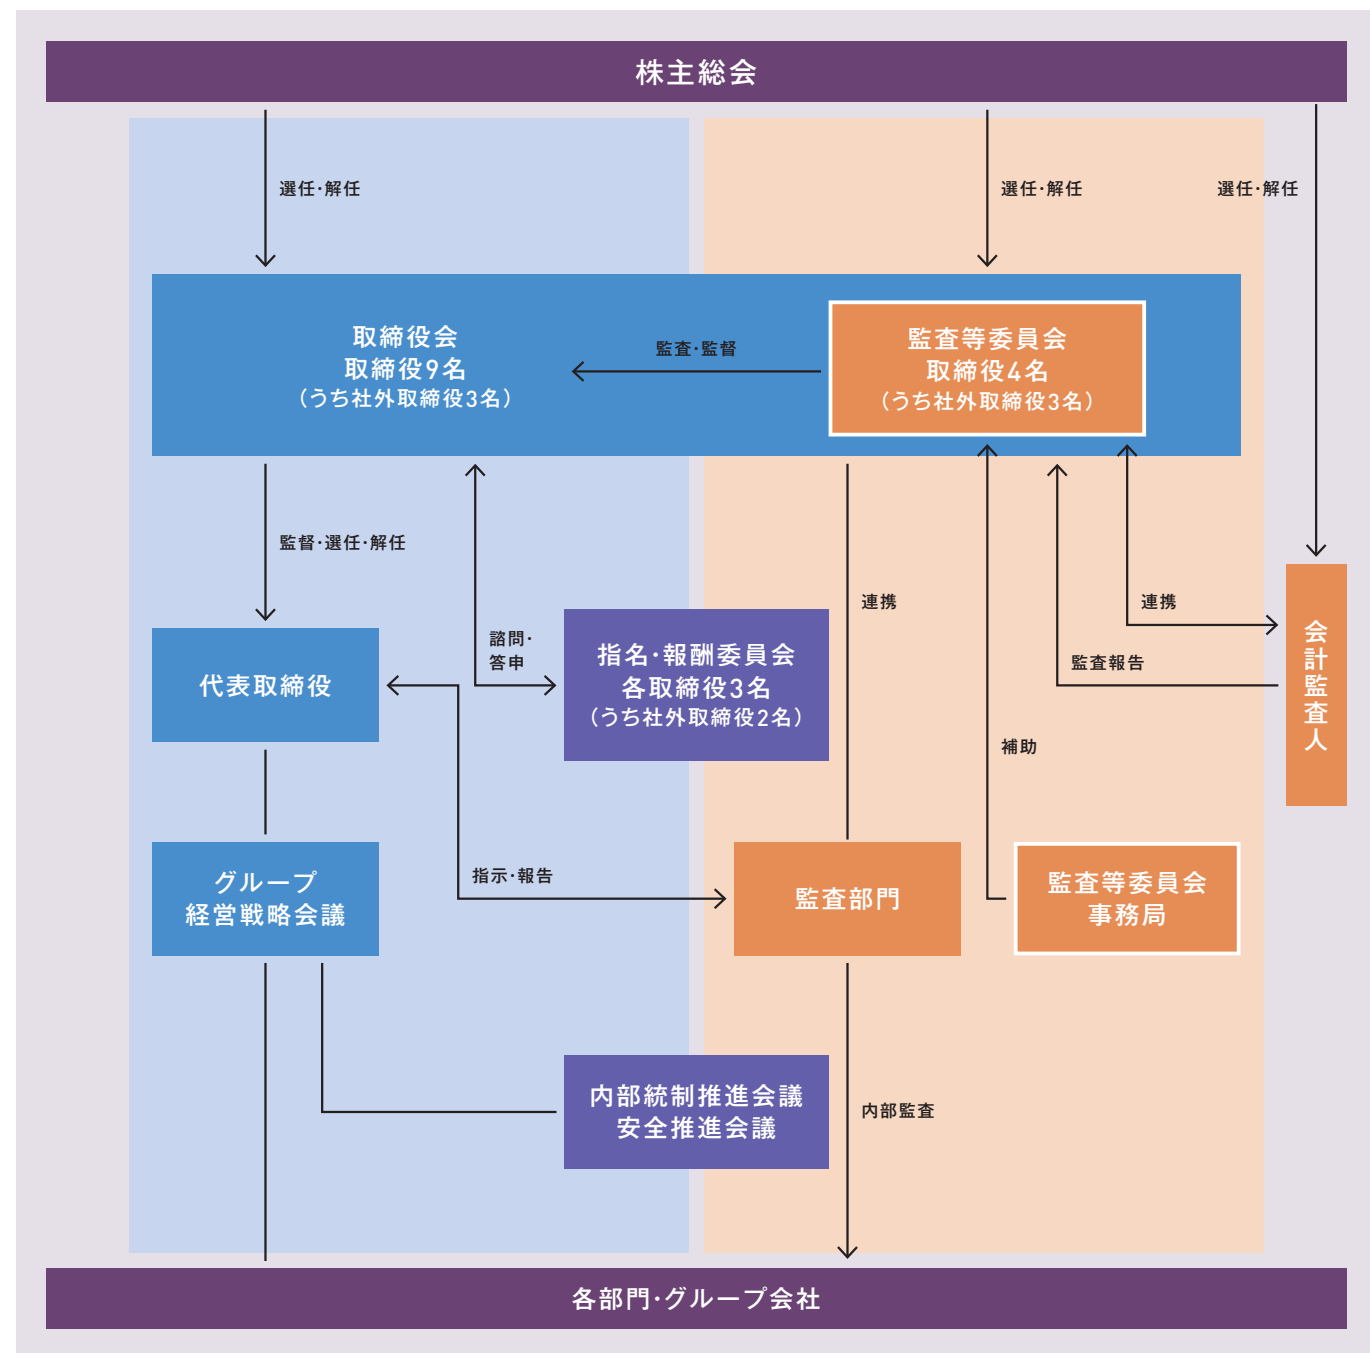 株主総会
選任・解任
選任・解任
選任・解任
取締役会
取締役9名
（うち社外取締役3名）
監査・監督
監査等委員会
取締役4名
（うち社外取締役3名）
監督・選任・解任
諮問・
答申
連携
連携
監査報告
会計監査人
代表取締役
指名・報酬委員会
各取締役3名
（うち社外取締役2名）
補助
グループ
経営戦略会議
指示・報告
監査部門
監査等委員会
事務局
内部統制推進会議
安全推進会議
内部監査
各部門・グループ会社